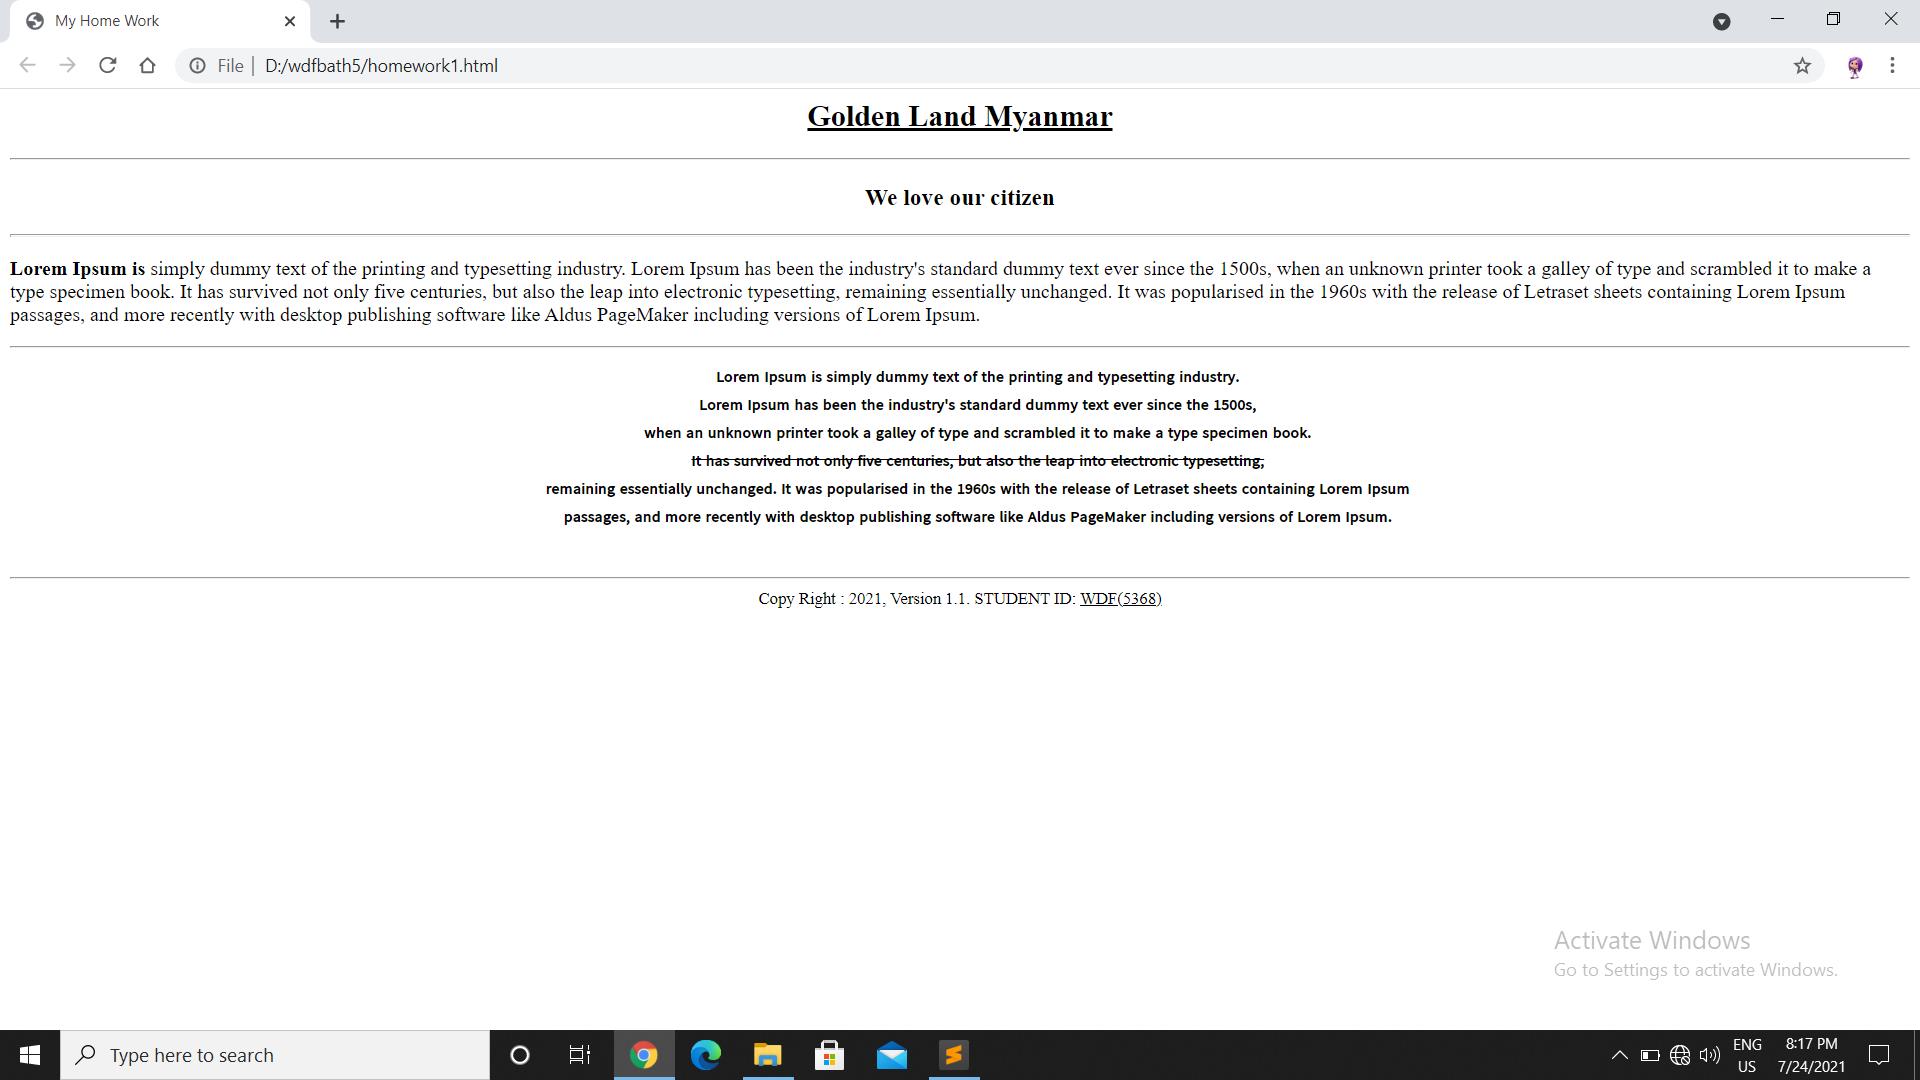 My Home Work
File | D:/wdfbath5/homework1.html
Golden Land Myanmar
We love our citizen
Lorem Ipsum is simply dummy text of the printing and typesetting industry. Lorem Ipsum has been the industry's standard dummy text ever since the 1500s, when an unknown printer took a galley of type and scrambled it to make a
type specimen book. It has survived not only five centuries, but also the leap into electronic typesetting, remaining essentially unchanged. It was popularised in the 1960s with the release of Letraset sheets containing Lorem Ipsum
passages, and more recently with desktop publishing software like Aldus PageMaker including versions of Lorem Ipsum.
Lorem Ipsum is simply dummy text of the printing and typesetting industry.
Lorem Ipsum has been the industry's standard dummy text ever since the 1500s,
when an unknown printer took a galley of type and scrambled it to make a type specimen book.
It has survived not only five centuries, but also the leap into electronic typesetting,
remaining essentially unchanged. It was popularised in the 1960s with the release of Letraset sheets containing Lorem Ipsum
passages, and more recently with desktop publishing software like Aldus PageMaker including versions of Lorem Ipsum.
Copy Right : 2021, Version 1.1. STUDENT ID: WDF(5368)
Activate Windows
Go to Settings to activate Windows.
Type here to search
ENG
US
8:17 PM
7/24/2021